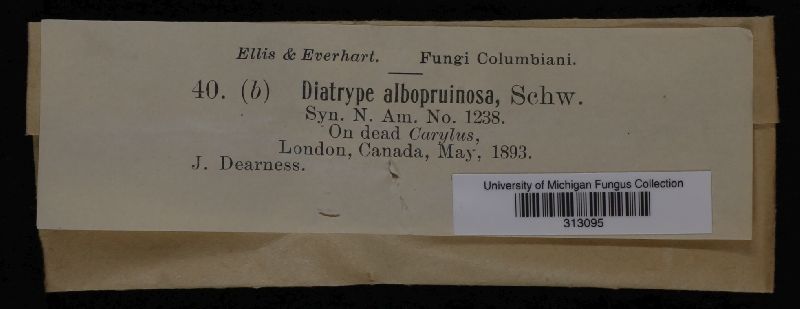 Ellis & Everhart. Fungi Columbiani.
40. (b) Diatrype albopruinosa, Schw.
Syn. N. Am. No. 1238.
On dead Carylus,
London, Canada, May, 1893.
J. Dearness.
University of Michigan Fungus Collection
313095